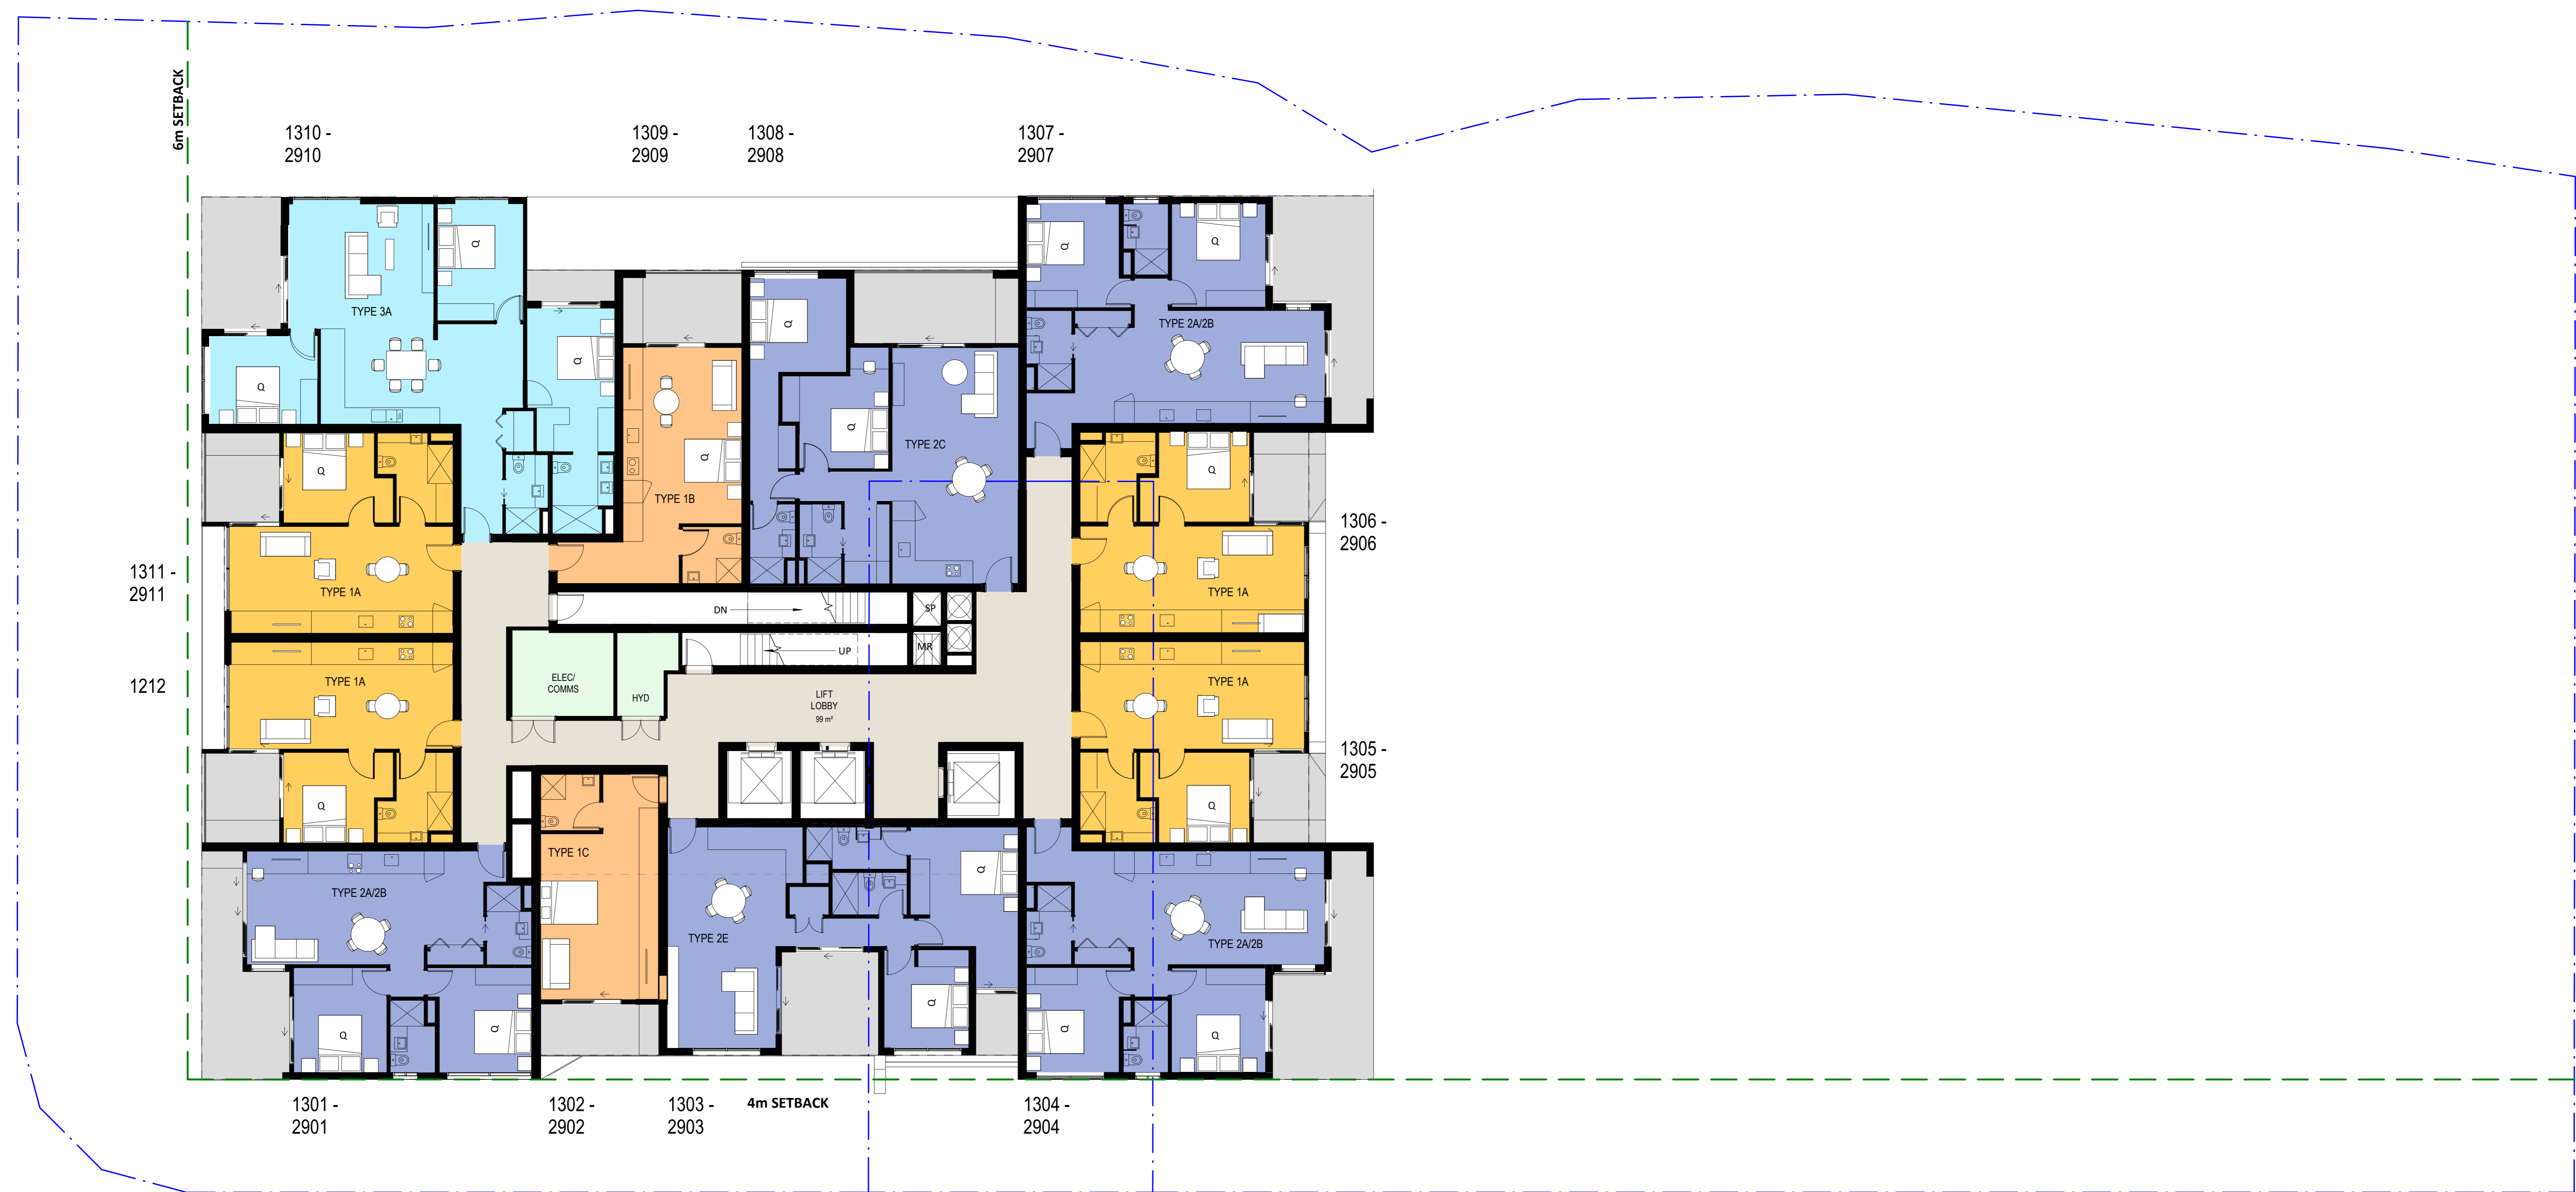 6m SETBACK
1310 -
2910
1309 -
2909
1308 -
2908
1307 -
2907
Q
Q
Q
Q
TYPE 3A
TYPE 2A/2B
Q
Q
Q
Q
TYPE 2C
Q
Q
Q
TYPE 1B
1306 -
2906
1311 -
2911
TYPE 1A
TYPE 1A
DN
SP
UP
MR
1212
TYPE 1A
ELEC/
COMMS
HYD
LIFT
LOBBY
99 m²
TYPE 1A
1305 -
2905
Q
Q
TYPE 1C
TYPE 2A/2B
Q
TYPE 2E
TYPE 2A/2B
Q
Q
Q
Q
Q
Q
1301 -
2901
1302 -
2902
1303 -
2903
4m SETBACK
1304 -
2904